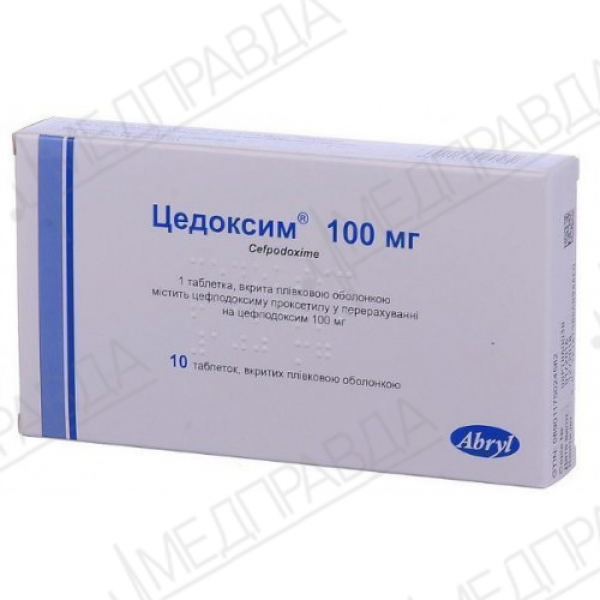 Цедоксим® 100 мг
Cefpodoxime
1 таблетка, вкрита плівковою оболонкою
містить цефподоксиму проксетилу у перерахуванні
на цефподоксим 100 мг
10 таблеток, вкритих плівковою оболонкою
Abryl
МЕДПРАВДА